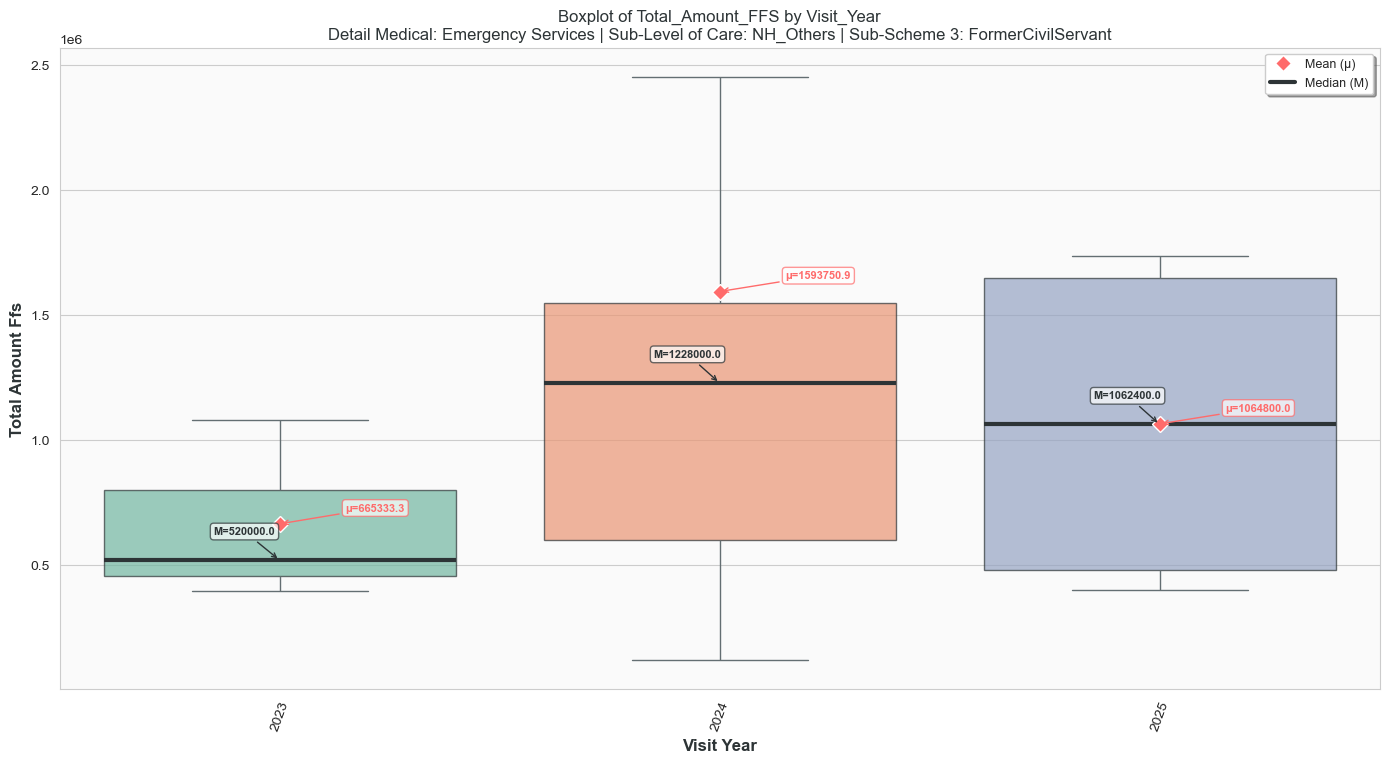 Boxplot of Total_Amount_FFS by Visit_Year
Detail Medical: Emergency Services | Sub-Level of Care: NH_Others | Sub-Scheme 3: FormerCivilServant
1e6
Mean (μ)
Median (M)
2.5
2.0
1.5
1.0
0.5
Total Amount Ffs
μ=1593750.9
M=1228000.0
M=1062400.0
μ=1064800.0
μ=665333.3
M=520000.0
2023
2024
2025
Visit Year